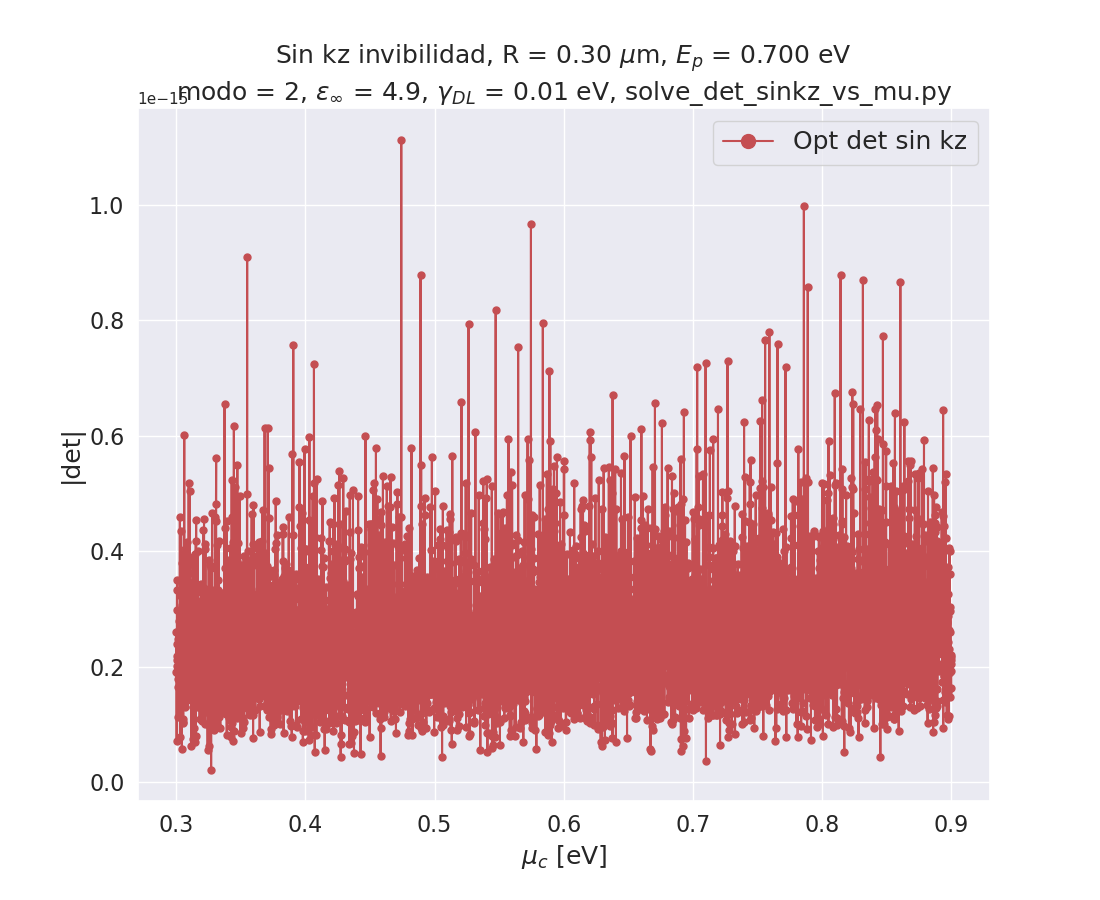 Sin kz invibilidad, R = 0.30 μm, E_p = 0.700 eV
modo = 2, ε_∞ = 4.9, γ_DL = 0.01 eV, solve_det_sinkz_vs_mu.py
1e−15
Opt det sin kz
1.0
0.8
0.6
0.4
0.2
0.0
|det|
0.3 0.4 0.5 0.6 0.7 0.8 0.9
μ_c [eV]